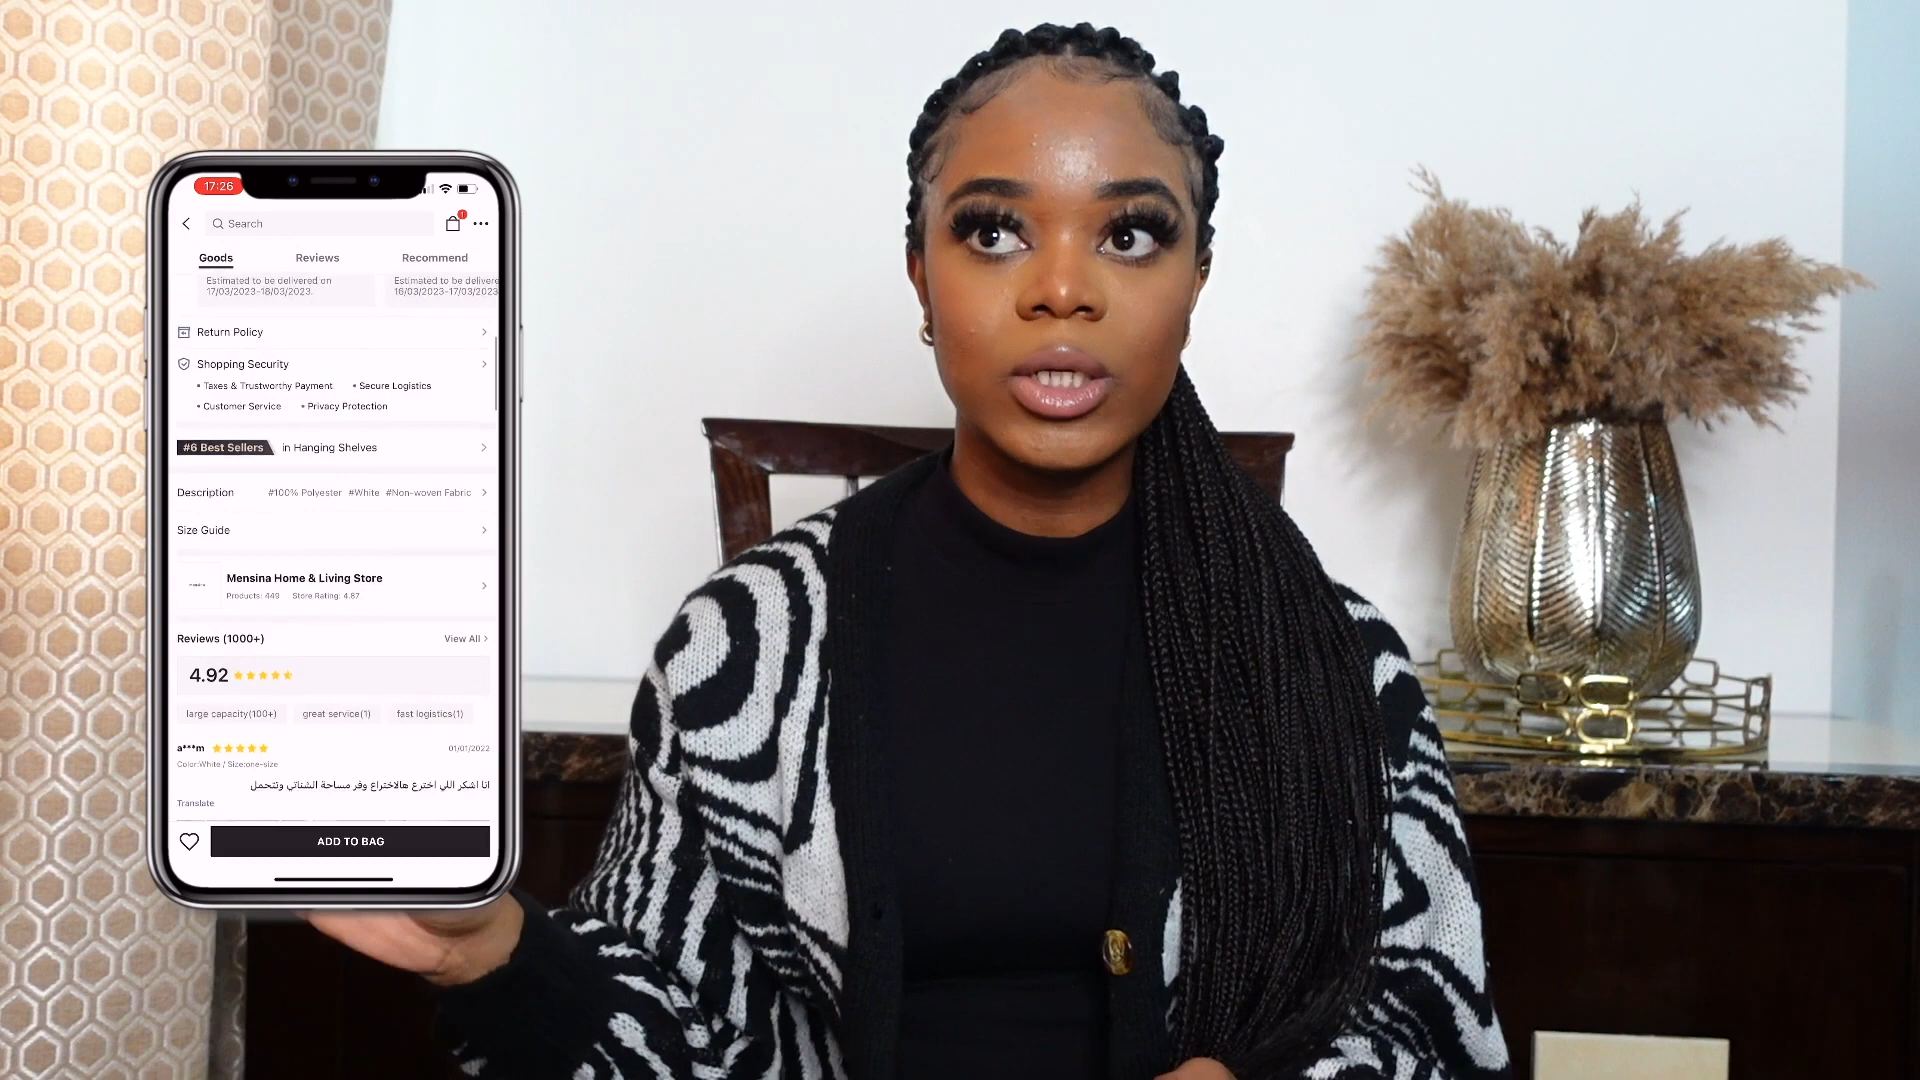 17:26
Search
1
Goods Reviews Recommend
Estimated to be delivered on
17/03/2023-18/03/2023.
Estimated to be delivere
16/03/2023-17/03/2023
Return Policy
Shopping Security
• Taxes & Trustworthy Payment • Secure Logistics
• Customer Service • Privacy Protection
#6 Best Sellers in Hanging Shelves
Description #100% Polyester #White #Non-woven Fabric
Size Guide
Mensina Home & Living Store
Products: 449 Store Rating: 4.87
Reviews (1000+) View All
4.92
large capacity(100+) great service(1) fast logistics(1)
a***m 01/01/2022
Color:White / Size:one-size
انا اشكر اللي اخترع هالاختراع وفر مساحة الشناتي وتتحمل
Translate
ADD TO BAG